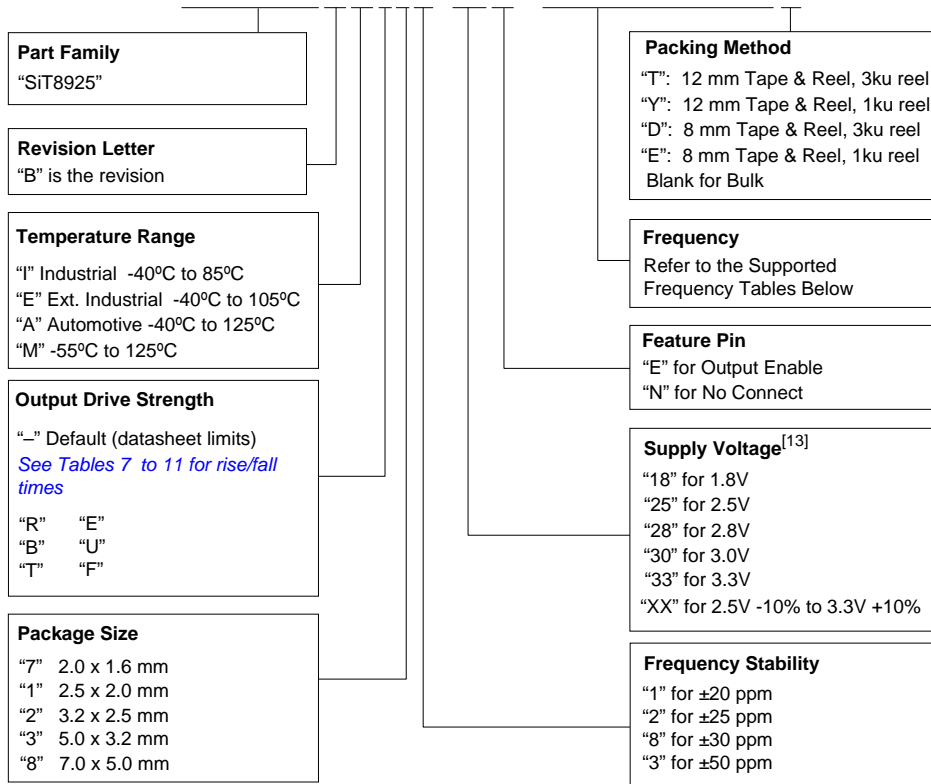 Part Family
“SiT8925”
Revision Letter
“B” is the revision
Temperature Range
“I” Industrial -40ºC to 85ºC
“E” Ext. Industrial -40ºC to 105ºC
“A” Automotive -40ºC to 125ºC
“M” -55ºC to 125ºC
Output Drive Strength
“–” Default (datasheet limits)
See Tables 7 to 11 for rise/fall
times
“R” “E”
“B” “U”
“T” “F”
Package Size
“7” 2.0 x 1.6 mm
“1” 2.5 x 2.0 mm
“2” 3.2 x 2.5 mm
“3” 5.0 x 3.2 mm
“8” 7.0 x 5.0 mm
Packing Method
“T”: 12 mm Tape & Reel, 3ku reel
“Y”: 12 mm Tape & Reel, 1ku reel
“D”: 8 mm Tape & Reel, 3ku reel
“E”: 8 mm Tape & Reel, 1ku reel
Blank for Bulk
Frequency
Refer to the Supported
Frequency Tables Below
Feature Pin
“E” for Output Enable
“N” for No Connect
Supply Voltage[13]
“18” for 1.8V
“25” for 2.5V
“28” for 2.8V
“30” for 3.0V
“33” for 3.3V
“XX” for 2.5V -10% to 3.3V +10%
Frequency Stability
“1” for ±20 ppm
“2” for ±25 ppm
“8” for ±30 ppm
“3” for ±50 ppm